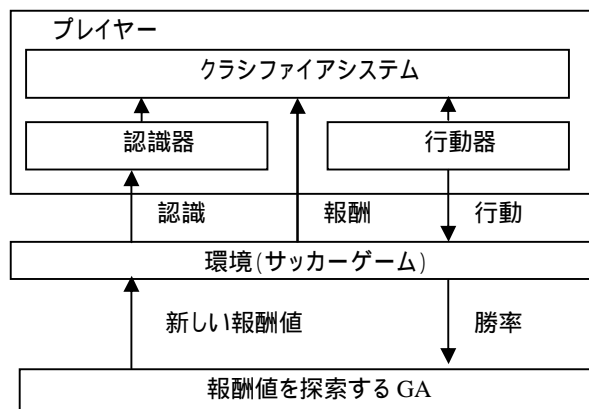 プレイヤー
クラシファイアシステム
認識器
行動器
認識
報酬
行動
環境(サッカーゲーム)
新しい報酬値
勝率
報酬値を探索する GA